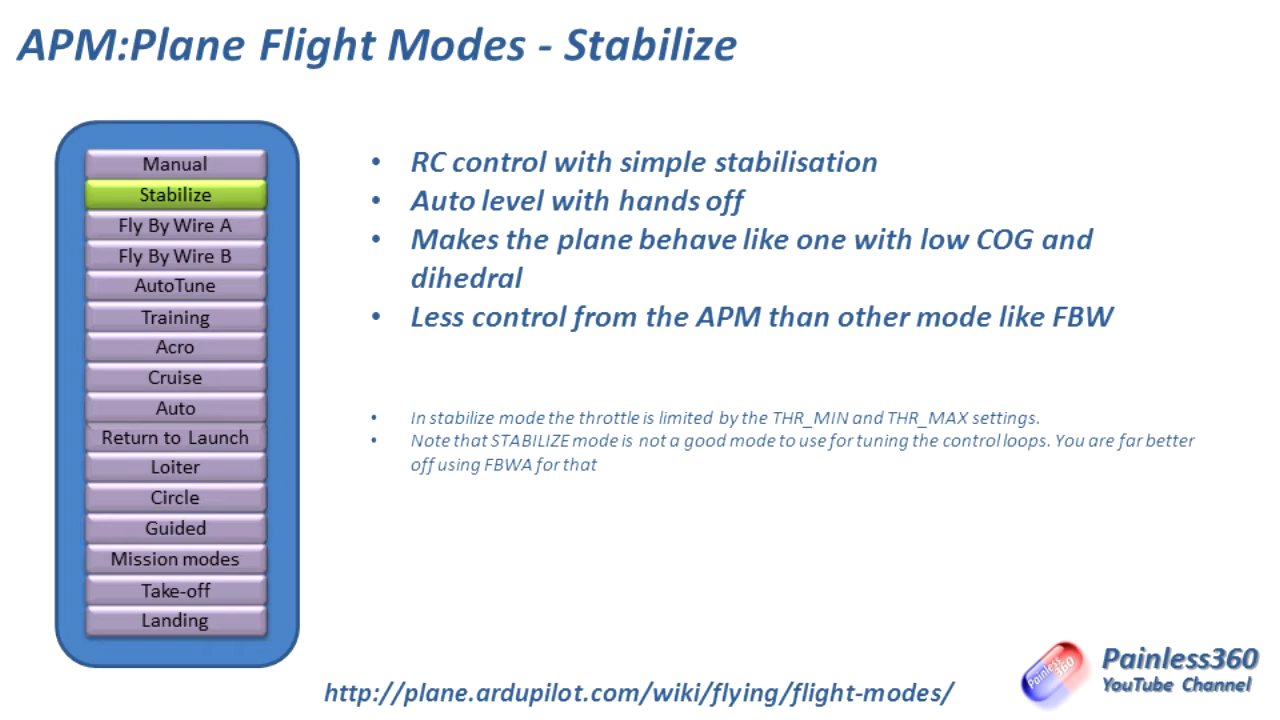 APM:Plane Flight Modes - Stabilize
Manual
Stabilize
Fly By Wire A
Fly By Wire B
AutoTune
Training
Acro
Cruise
Auto
Return to Launch
Loiter
Circle
Guided
Mission modes
Take-off
Landing
• RC control with simple stabilisation
• Auto level with hands off
• Makes the plane behave like one with low COG and
dihedral
• Less control from the APM than other mode like FBW
• In stabilize mode the throttle is limited by the THR_MIN and THR_MAX settings.
• Note that STABILIZE mode is not a good mode to use for tuning the control loops. You are far better
off using FBWA for that
http://plane.ardupilot.com/wiki/flying/flight-modes/
Painless
360
Painless360
YouTube Channel